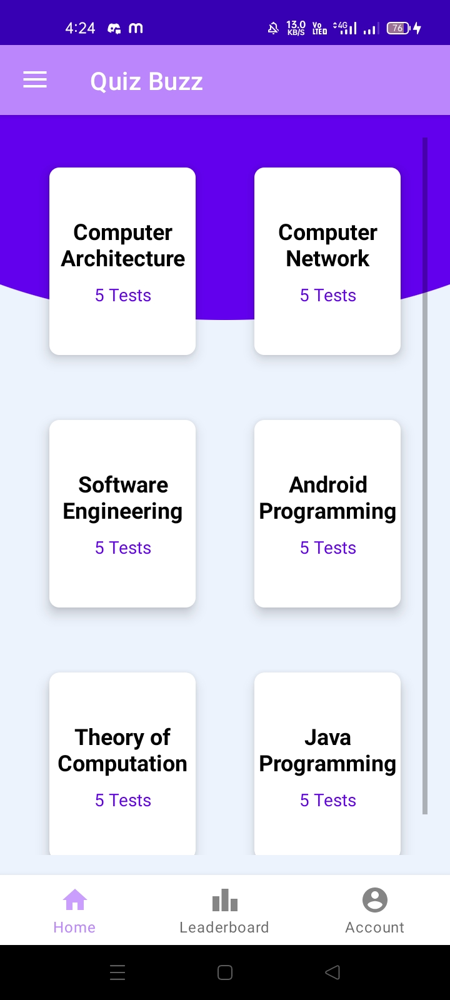 4:24
13.0
KB/S
Vo
LTED
4G
76
Quiz Buzz
Computer
Architecture
5 Tests
Computer
Network
5 Tests
Software
Engineering
5 Tests
Android
Programming
5 Tests
Theory of
Computation
5 Tests
Java
Programming
5 Tests
Home
Leaderboard
Account